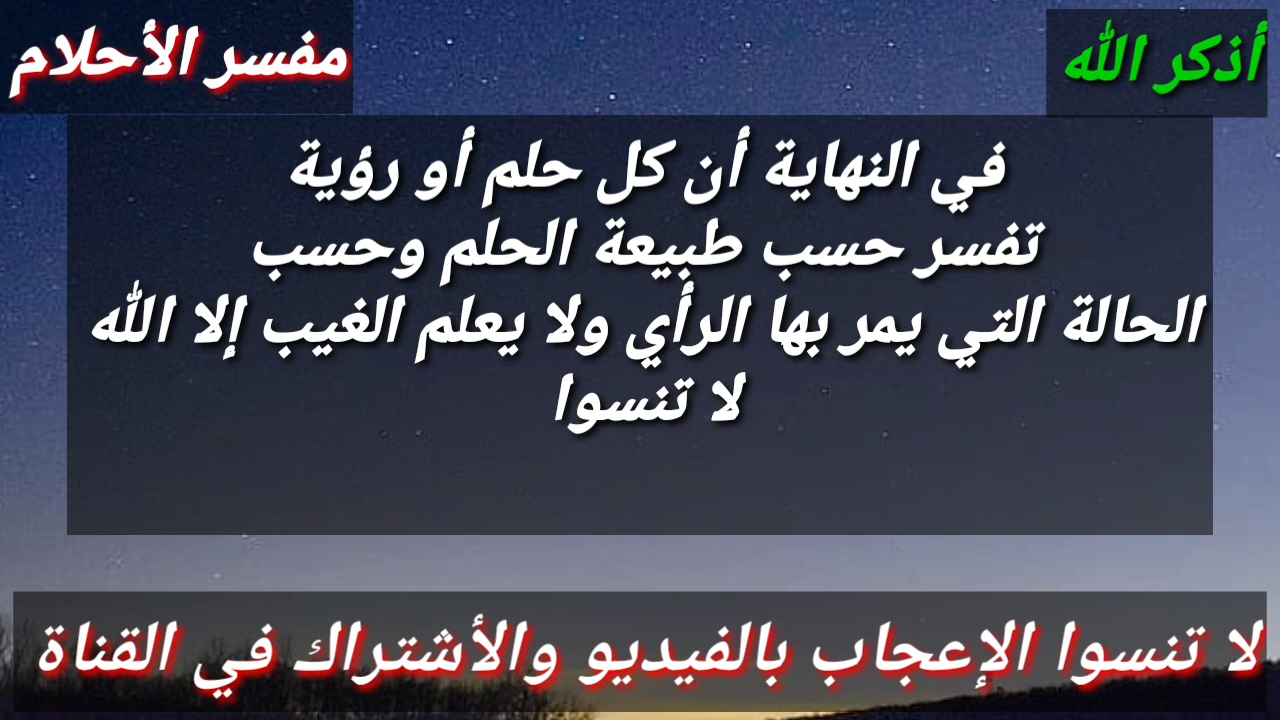 أذكر الله
مفسر الأحلام
في النهاية أن كل حلم أو رؤية
تفسر حسب طبيعة الحلم وحسب
الحالة التي يمر بها الرأي ولا يعلم الغيب إلا الله
لا تنسوا
لا تنسوا الإعجاب بالفيديو والأشتراك في القناة